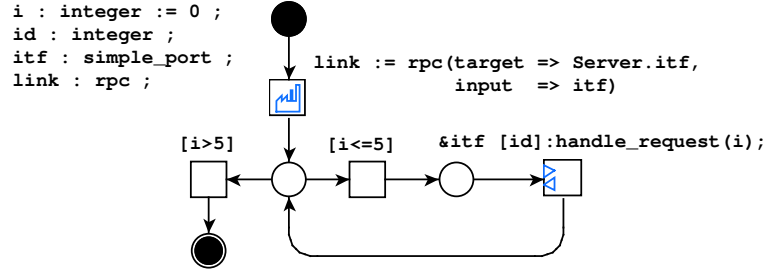 i : integer := 0 ;
id : integer ;
itf : simple_port ;
link : rpc ;
link := rpc(target => Server.itf,
input => itf)
[i>5]
[i<=5]
&itf [id]:handle_request(i);